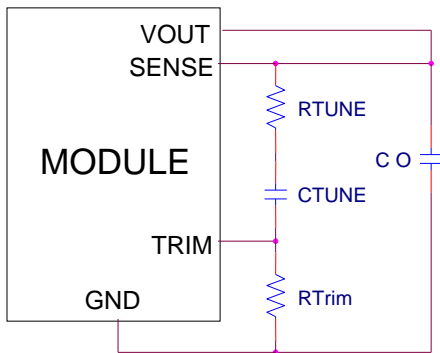 VOUT
SENSE
RTUNE
MODULE
C O
CTUNE
TRIM
GND
RTrim